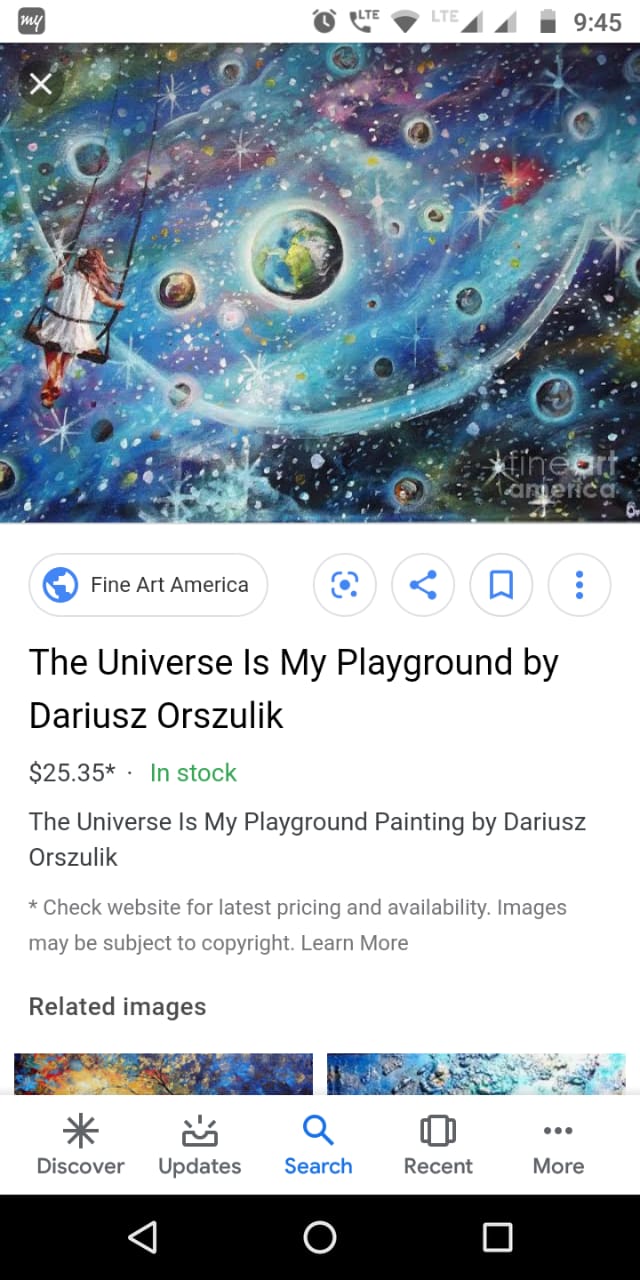 my LTE LTE 9:45
fine art
america
Fine Art America
The Universe Is My Playground by
Dariusz Orszulik
$25.35* · In stock
The Universe Is My Playground Painting by Dariusz
Orszulik
* Check website for latest pricing and availability. Images
may be subject to copyright. Learn More
Related images
Discover Updates Search Recent More